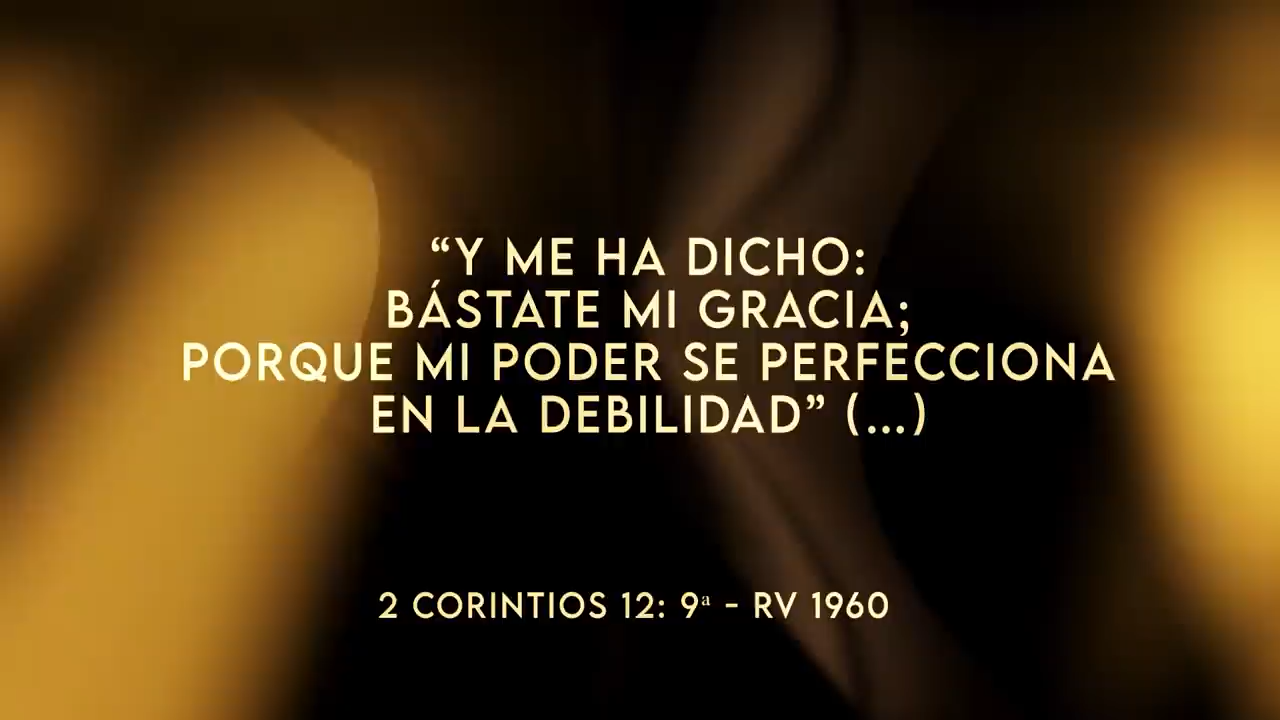 “Y ME HA DICHO:
BÁSTATE MI GRACIA;
PORQUE MI PODER SE PERFECCIONA
EN LA DEBILIDAD” (...)
2 CORINTIOS 12: 9ª - RV 1960